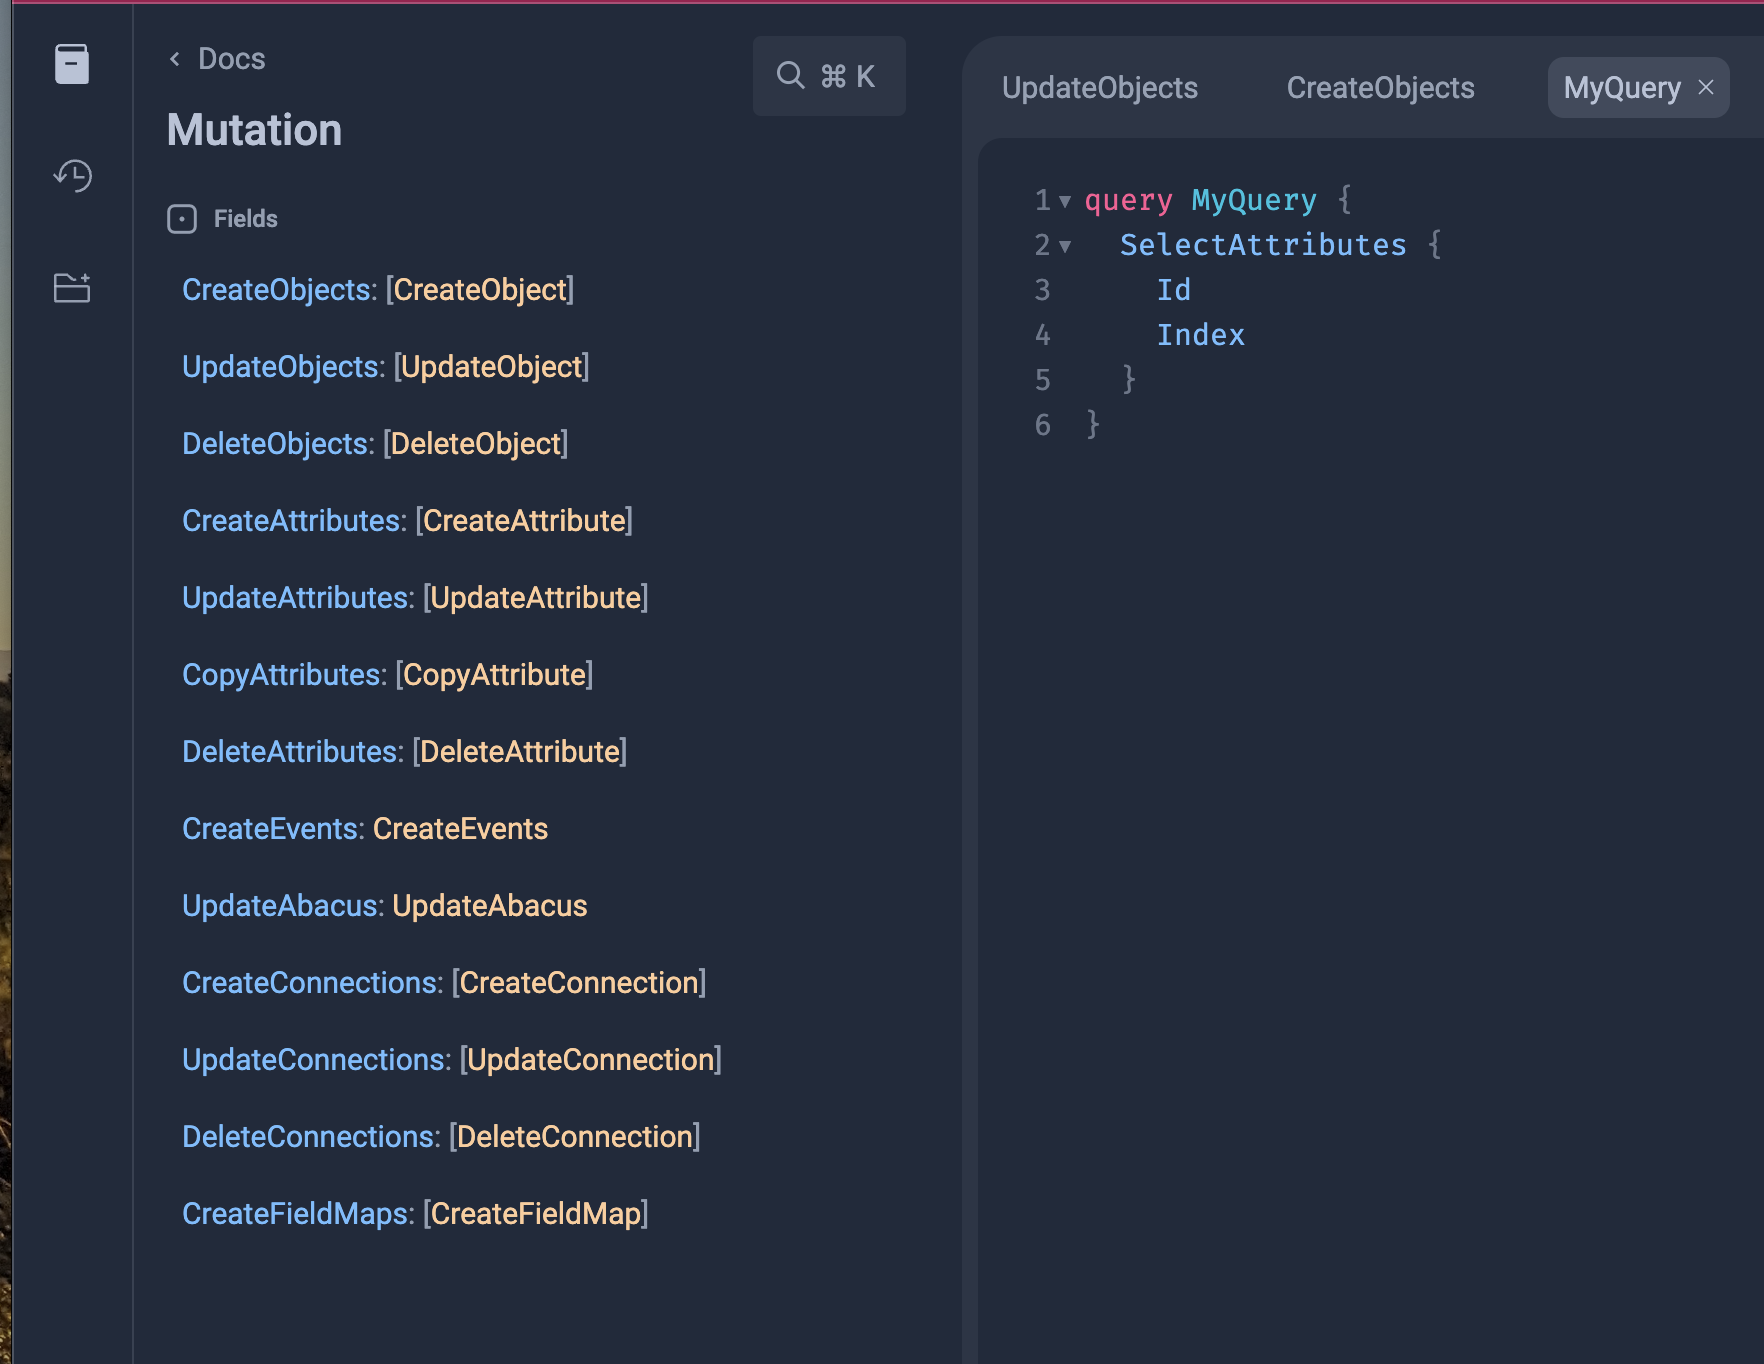 Docs
⌘ K
Mutation
Fields
CreateObjects: [CreateObject]
UpdateObjects: [UpdateObject]
DeleteObjects: [DeleteObject]
CreateAttributes: [CreateAttribute]
UpdateAttributes: [UpdateAttribute]
CopyAttributes: [CopyAttribute]
DeleteAttributes: [DeleteAttribute]
CreateEvents: CreateEvents
UpdateAbacus: UpdateAbacus
CreateConnections: [CreateConnection]
UpdateConnections: [UpdateConnection]
DeleteConnections: [DeleteConnection]
CreateFieldMaps: [CreateFieldMap]
UpdateObjects CreateObjects MyQuery ×
1 query MyQuery {
2 SelectAttributes {
3 Id
4 Index
5 }
6 }